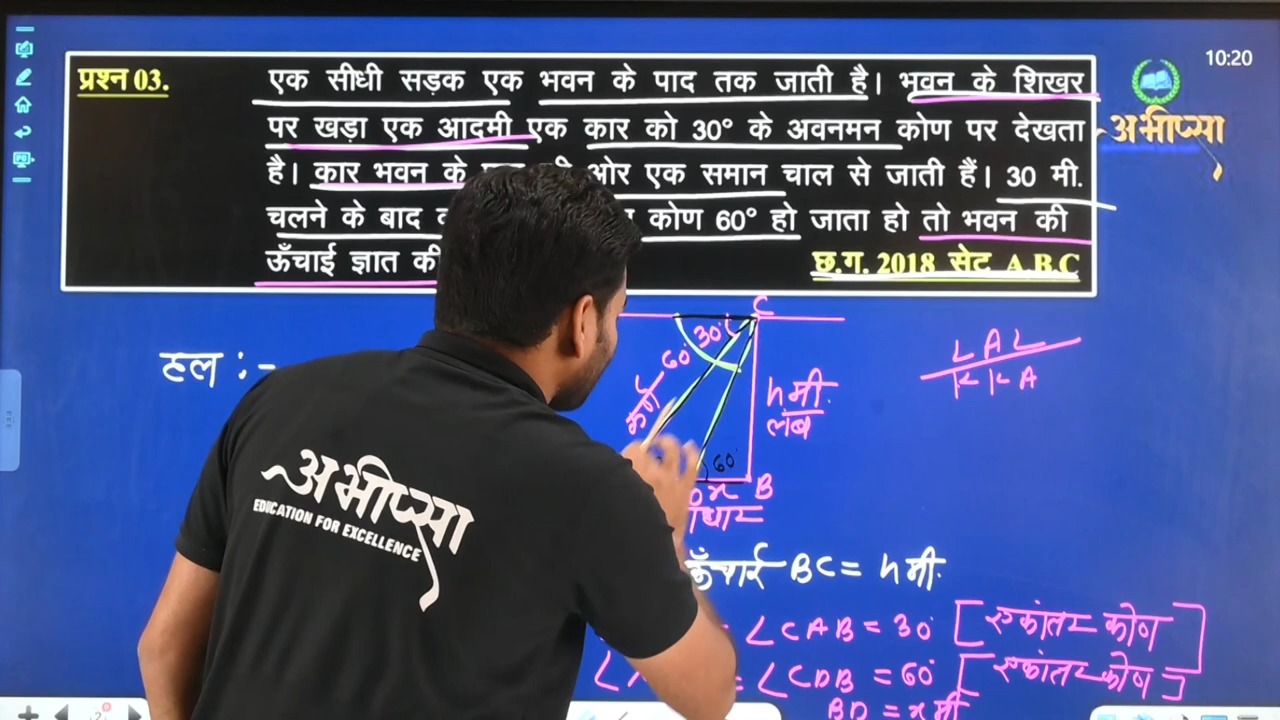 10:20
प्रश्न 03.
एक सीधी सड़क एक भवन के पाद तक जाती है। भवन के शिखर
पर खड़ा एक आदमी एक कार को 30° के अवनमन कोण पर देखता
है। कार भवन के ओर एक समान चाल से जाती हैं। 30 मी.
चलने के बाद कोण 60° हो जाता हो तो भवन की
ऊँचाई ज्ञात की
छ.ग. 2018 सेट A.B.C
अभीप्सा
हल :-
C
30°
60°
कर्ण
h मी.
लंब
60°
x B
LAL
KKA
ऊँचाई BC = h मी.
∠CAB = 30° [एकांतर कोण]
= ∠CDB = 60° [एकांतर कोण]
BD = x मी
अभीप्सा
EDUCATION FOR EXCELLENCE